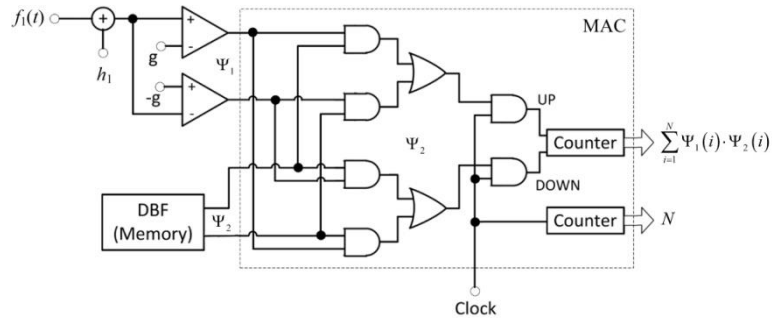 MAC
f₁(t)
+
+
g
-
h₁
Ψ₁
-g
+
-
UP
Ψ₂
Counter
∑ᵢ₌₁ᴺ Ψ₁(i)·Ψ₂(i)
DOWN
DBF
(Memory)
Ψ₂
Counter
N
Clock